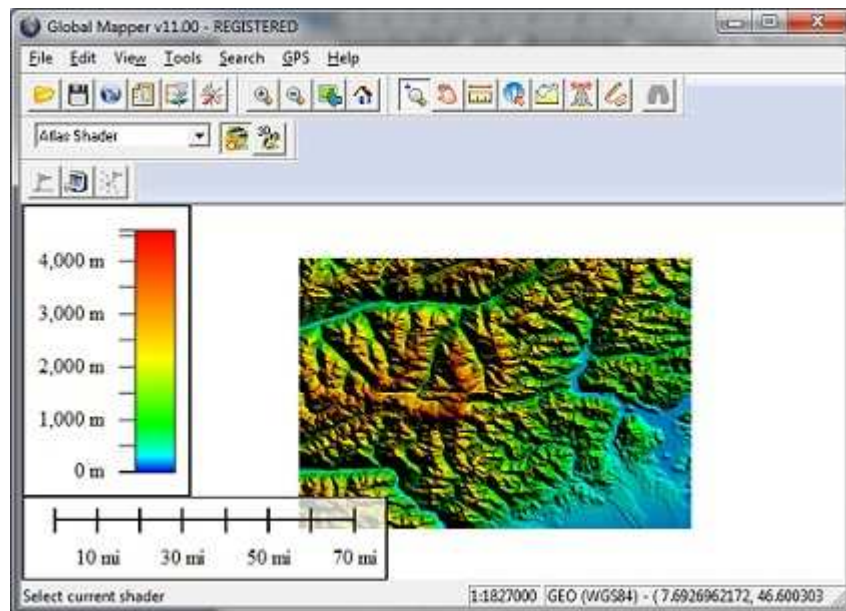 Global Mapper v11.00 - REGISTERED
File Edit View Tools Search GPS Help
Atlas Shader
3D
4,000 m
3,000 m
2,000 m
1,000 m
0 m
10 mi 30 mi 50 mi 70 mi
Select current shader 1:1827000 GEO (WGS84) - ( 7.6926962172, 46.600303